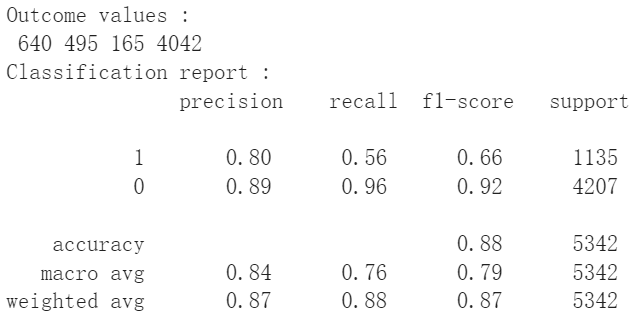 Outcome values :
640 495 165 4042
Classification report :
precision recall f1-score support
1 0.80 0.56 0.66 1135
0 0.89 0.96 0.92 4207
accuracy 0.88 5342
macro avg 0.84 0.76 0.79 5342
weighted avg 0.87 0.88 0.87 5342